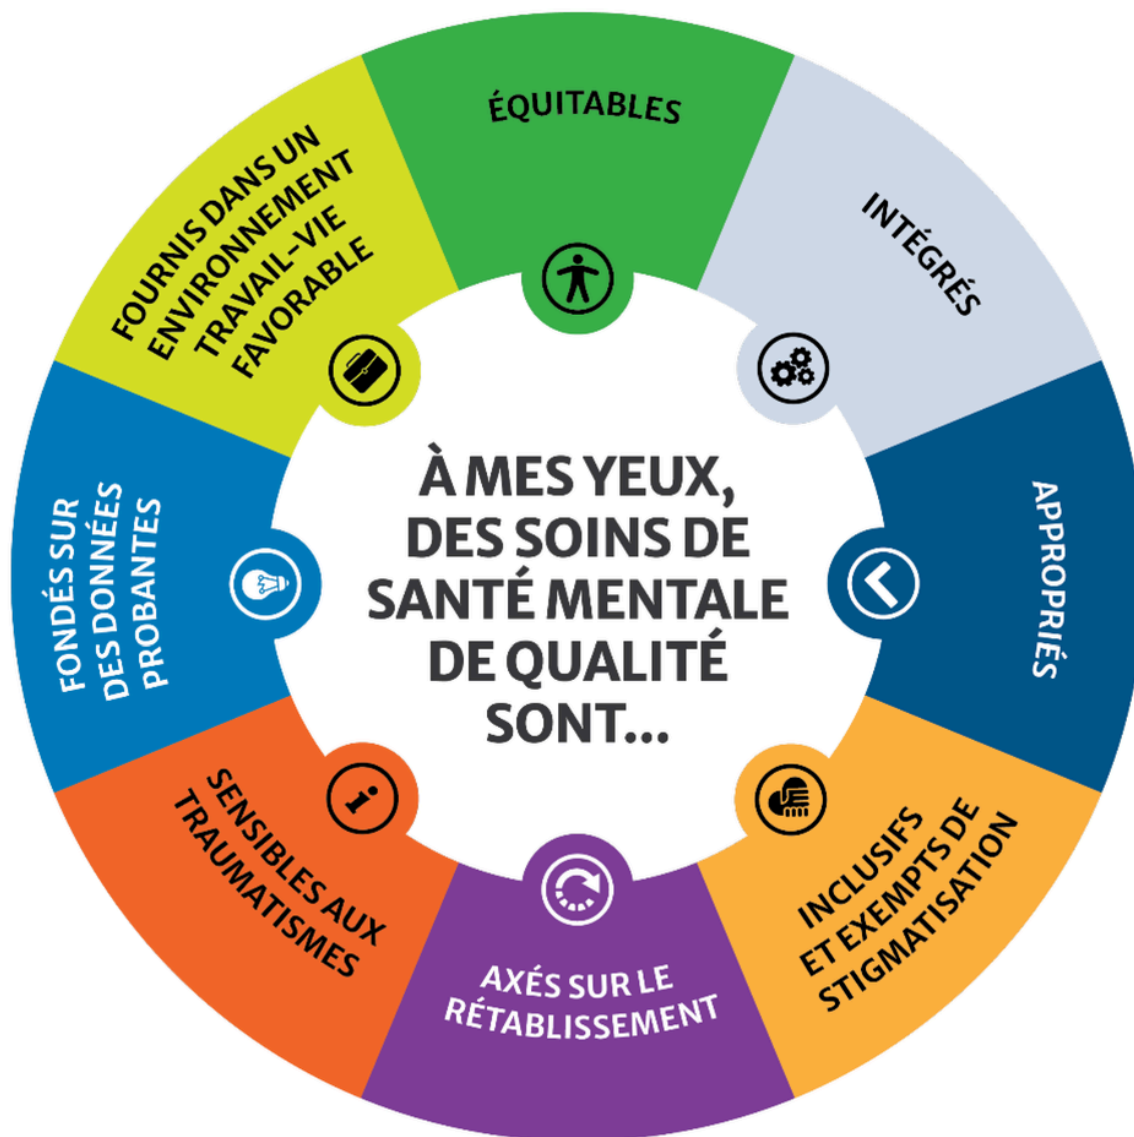 ÉQUITABLES
INTÉGRÉS
APPROPRIÉS
INCLUSIFS
ET EXEMPTS DE
STIGMATISATION
AXÉS SUR LE
RÉTABLISSEMENT
SENSIBLES AUX
TRAUMATISMES
FONDÉS SUR
DES DONNÉES
PROBANTES
FOURNIS DANS UN
ENVIRONNEMENT
TRAVAIL-VIE
FAVORABLE
À MES YEUX,
DES SOINS DE
SANTÉ MENTALE
DE QUALITÉ
SONT...
i